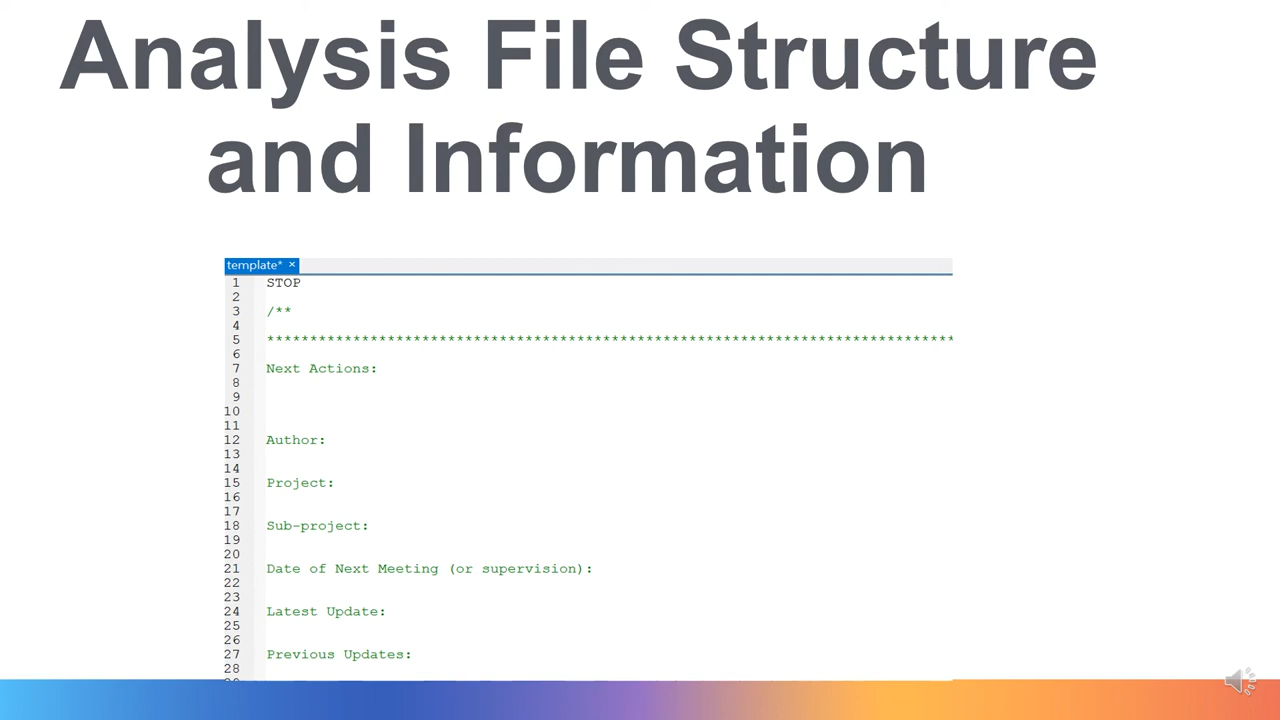 Analysis File Structure
and Information
template* ×
1 STOP
2
3 /**
4
5 ********************************************************************************
6
7 Next Actions:
8
9
10
11
12 Author:
13
14
15 Project:
16
17
18 Sub-project:
19
20
21 Date of Next Meeting (or supervision):
22
23
24 Latest Update:
25
26
27 Previous Updates:
28